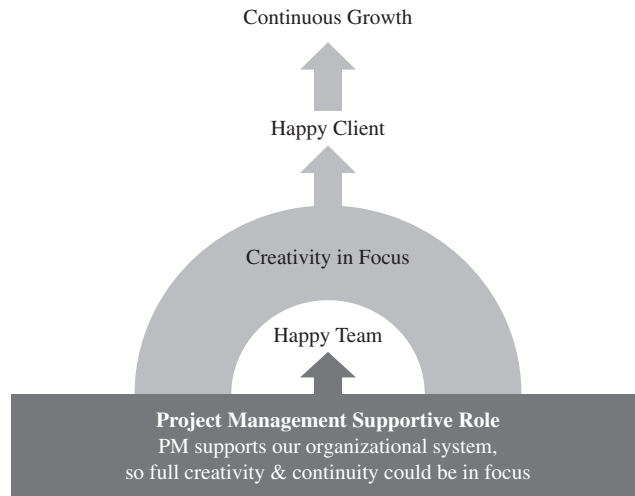 Continuous Growth
Happy Client
Creativity in Focus
Happy Team
Project Management Supportive Role
PM supports our organizational system,
so full creativity & continuity could be in focus